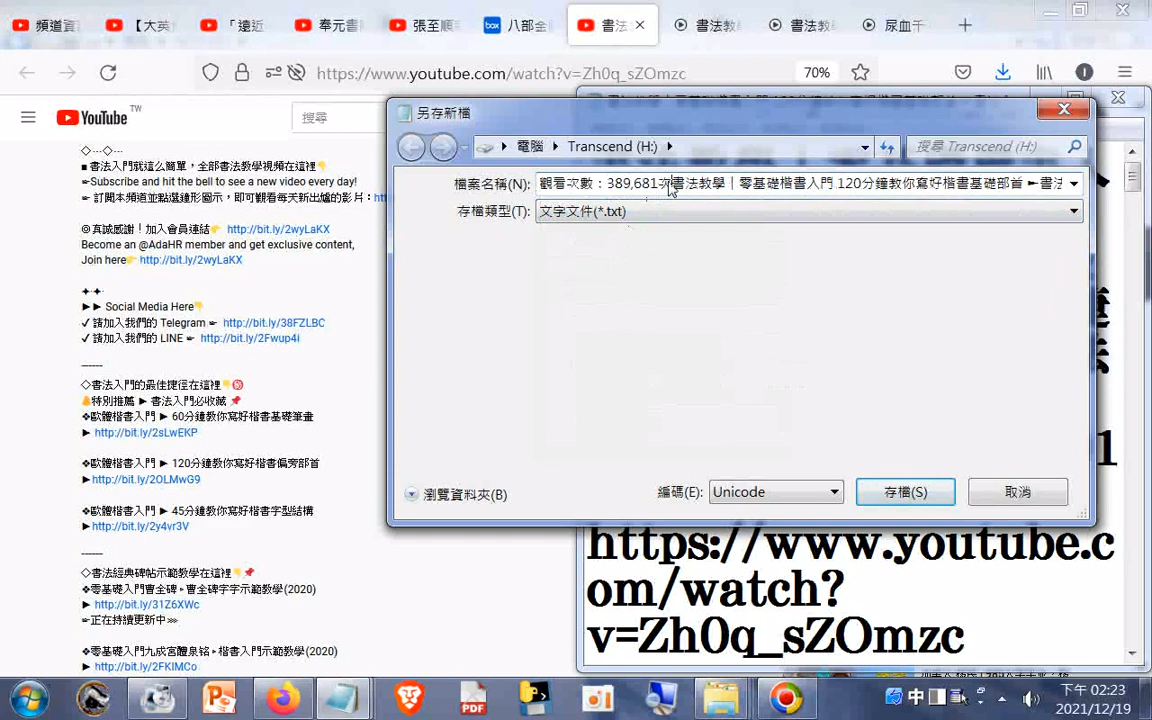 頻道資
【大英
「遠近
奉元書
張至順
box 八部金
書法
書法教
書法教
尿血千
https://www.youtube.com/watch?v=Zh0q_sZOmzc
70%
YouTube TW
搜尋
◇⋯◇⋯
■ 書法入門就這么簡單，全部書法教學視頻在這裡👇
☛Subscribe and hit the bell to see a new video every day!
☛ 訂閱本頻道並點選鐘形圖示，即可觀看每天新出爐的影片：htt
◎真誠感謝！加入會員連結👉 http://bit.ly/2wyLaKX
Become an @AdaHR member and get exclusive content,
Join here👉 http://bit.ly/2wyLaKX
✦·✦·
►► Social Media Here👇
✓ 請加入我們的 Telegram ☛ http://bit.ly/38FZLBC
✓ 請加入我們的 LINE ☛ http://bit.ly/2Fwup4i
------
◇書法入門的最佳捷徑在這裡👇🎯
🔔特別推薦 ► 書法入門必收藏 📌
❖歐體楷書入門 ► 60分鐘教你寫好楷書基礎筆畫
► http://bit.ly/2sLwEKP
❖歐體楷書入門 ► 120分鐘教你寫好楷書偏旁部首
► http://bit.ly/2OLMwG9
❖歐體楷書入門 ► 45分鐘教你寫好楷書字型結構
► http://bit.ly/2y4vr3V
------
◇書法經典碑帖示範教學在這裡👇📌
❖零基礎入門曹全碑 ▸ 曹全碑字字示範教學(2020)
► http://bit.ly/31Z6XWc
☛正在持續更新中⋙
❖零基礎入門九成宮醴泉铭 ▸ 楷書入門示範教學(2020)
► http://bit.ly/2FKIMCo
另存新檔
電腦 ▸ Transcend (H:) ▸
搜尋 Transcend (H:)
檔案名稱(N): 觀看次數：389,681次書法教學｜零基礎楷書入門.120分鐘教你寫好楷書基礎部首 ►書法
存檔類型(T): 文字文件(*.txt)
瀏覽資料夾(B)
編碼(E): Unicode
存檔(S)
取消
1
https://www.youtube.c
om/watch?
v=Zh0q_sZOmzc
PDF
中
下午 02:23
2021/12/19